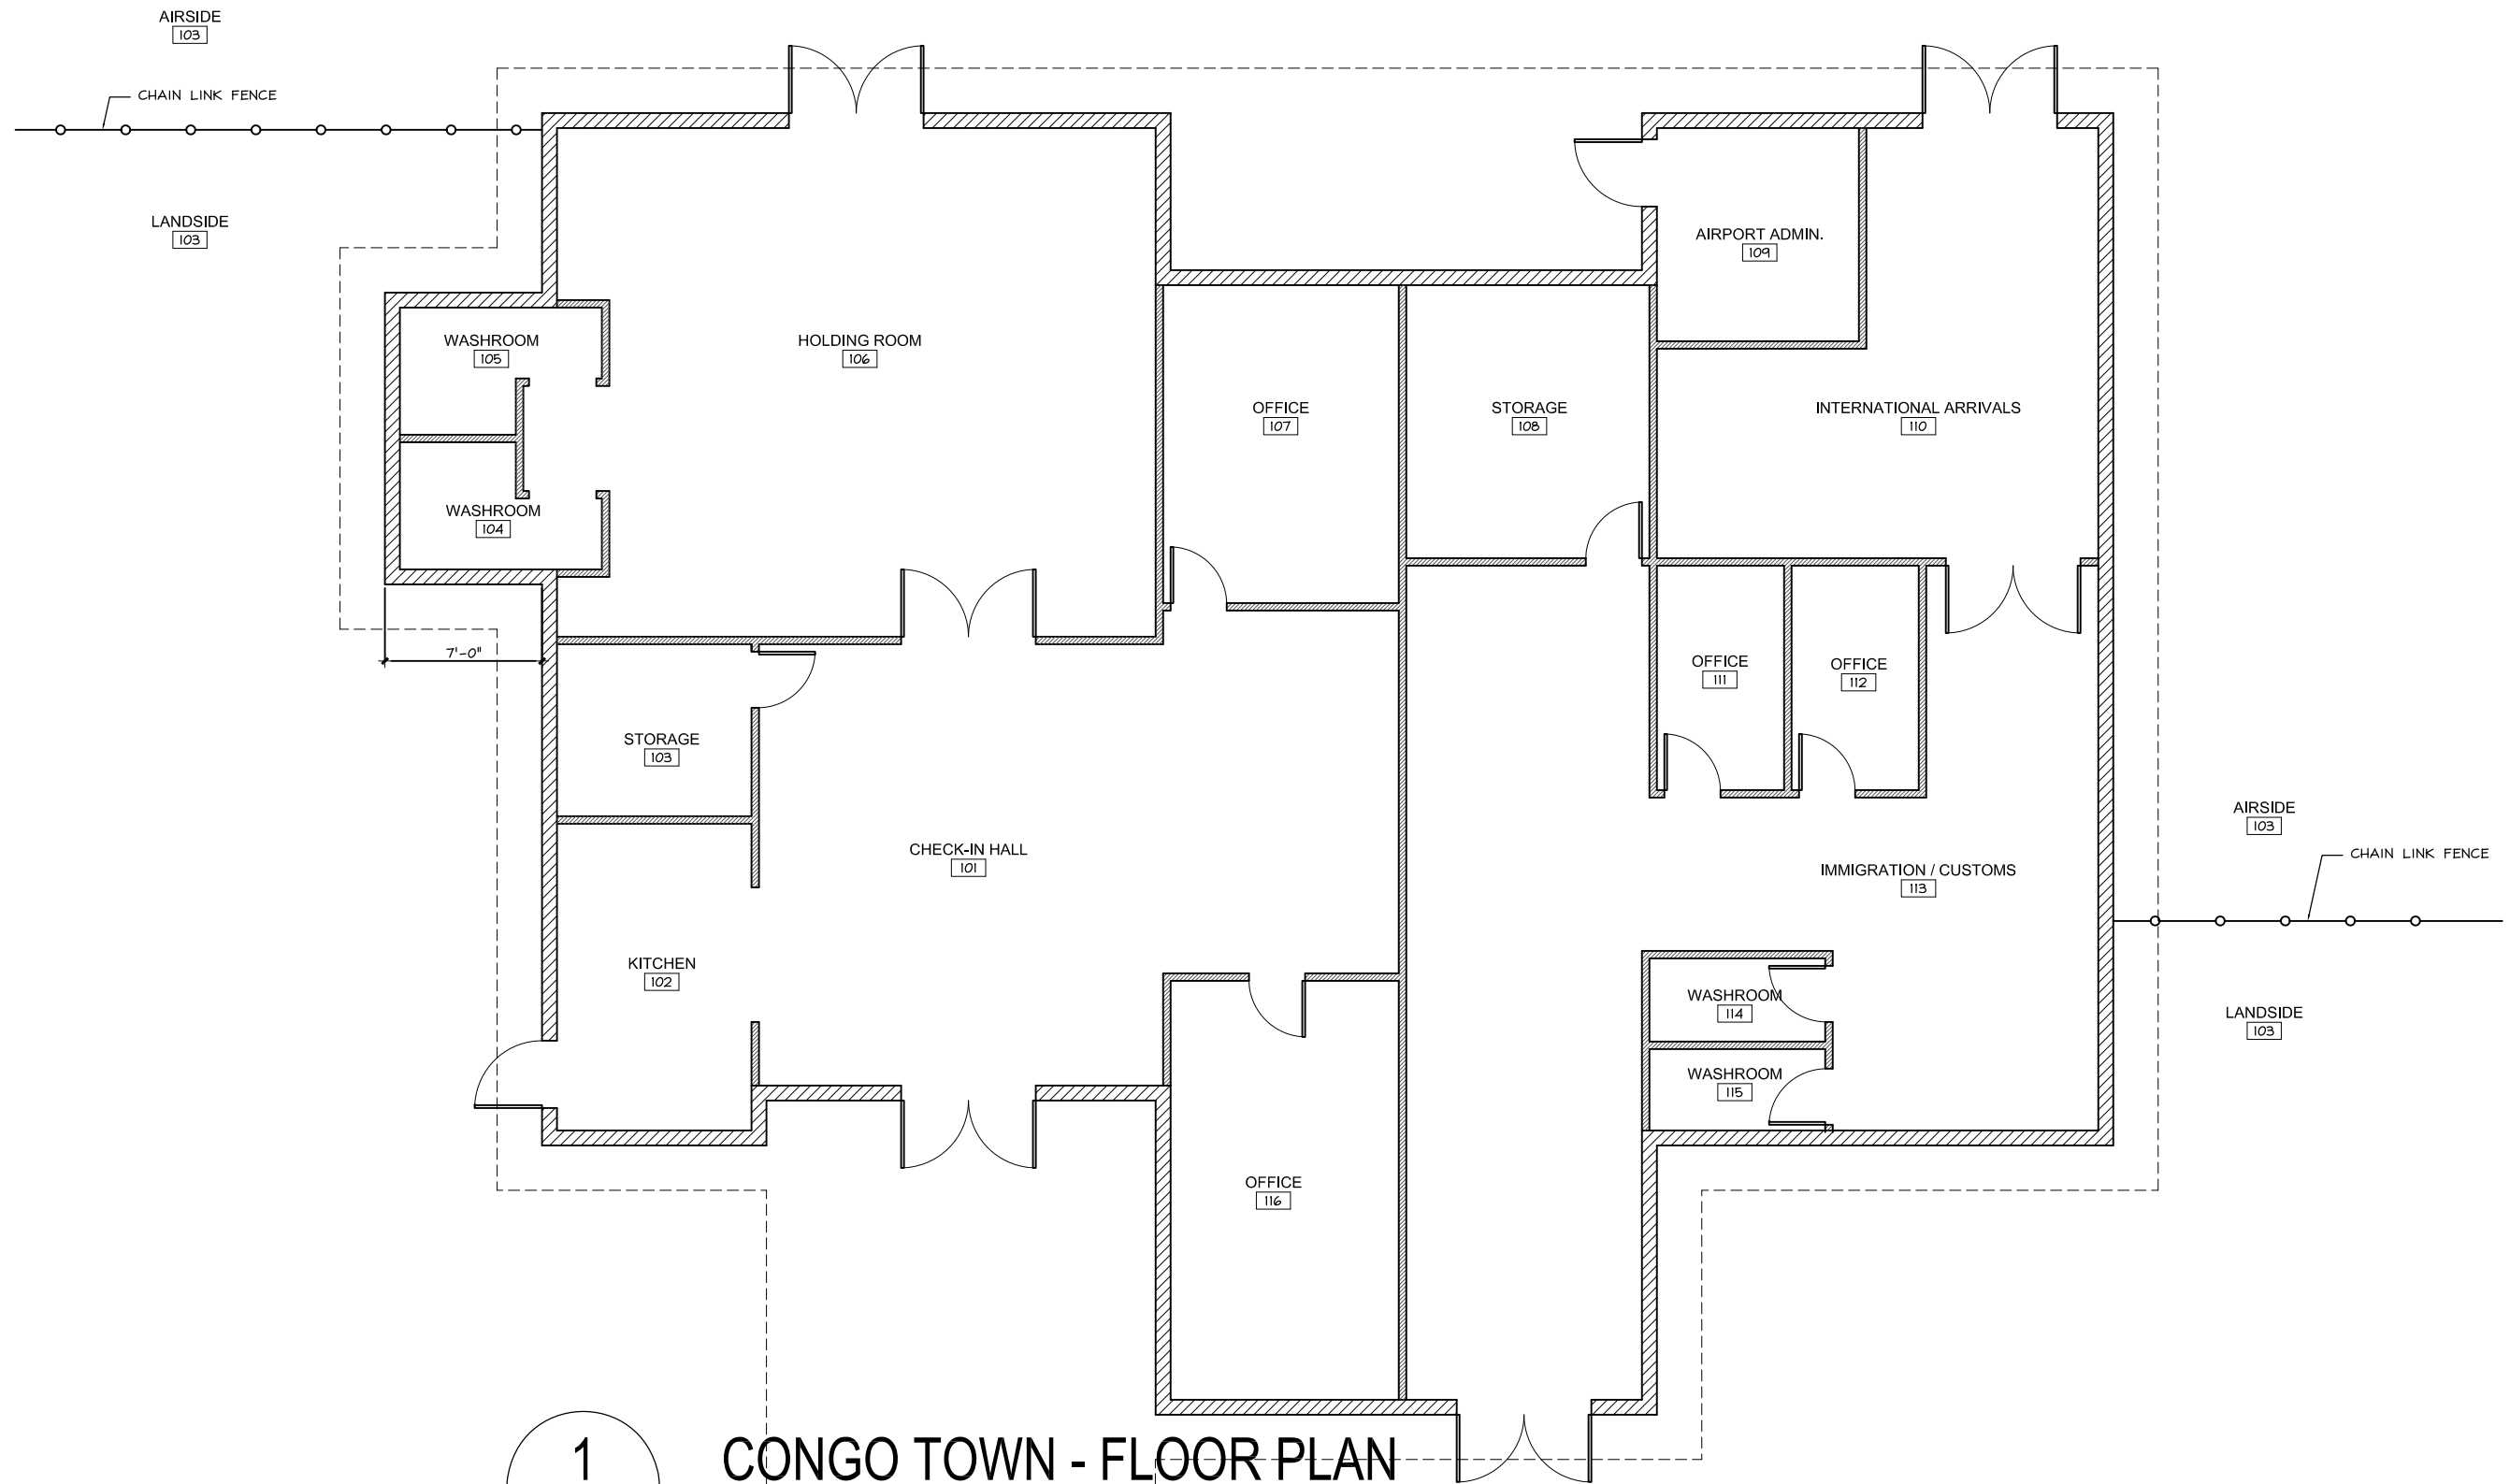 AIRSIDE
103
CHAIN LINK FENCE
LANDSIDE
103
AIRPORT ADMIN.
109
WASHROOM
105
HOLDING ROOM
106
OFFICE
107
STORAGE
108
INTERNATIONAL ARRIVALS
110
WASHROOM
104
7'-0"
OFFICE
111
OFFICE
112
STORAGE
103
AIRSIDE
103
CHAIN LINK FENCE
CHECK-IN HALL
101
IMMIGRATION / CUSTOMS
113
KITCHEN
102
WASHROOM
114
LANDSIDE
103
WASHROOM
115
OFFICE
116
1
CONGO TOWN - FLOOR PLAN